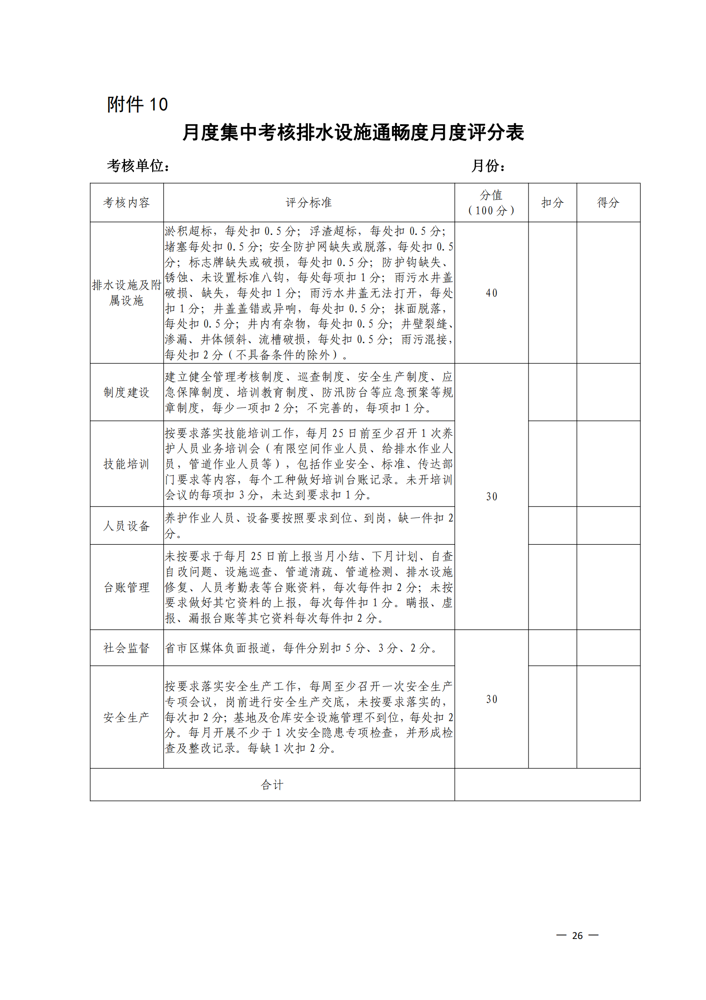 附件 10
月度集中考核排水设施通畅度月度评分表
考核单位：
月份：
考核内容
评分标准
分值
（100 分）
扣分
得分
排水设施及附
属设施
淤积超标，每处扣 0.5 分；浮渣超标，每处扣 0.5 分；
堵塞每处扣 0.5 分；安全防护网缺失或脱落，每处扣 0.5
分；标志牌缺失或破损，每处扣 0.5 分；防护钩缺失、
锈蚀、未设置标准八钩，每处每项扣 1 分；雨污水井盖
破损、缺失，每处扣 1 分；雨污水井盖无法打开，每处
扣 1 分；井盖盖错或异响，每处扣 0.5 分；抹面脱落，
每处扣 0.5 分；井内有杂物，每处扣 0.5 分；井壁裂缝、
渗漏、井体倾斜、流槽破损，每处扣 0.5 分；雨污混接，
每处扣 2 分（不具备条件的除外）。
40
制度建设
建立健全管理考核制度、巡查制度、安全生产制度、应
急保障制度、培训教育制度、防汛防台等应急预案等规
章制度，每少一项扣 2 分；不完善的，每项扣 1 分。
30
技能培训
按要求落实技能培训工作，每月 25 日前至少召开 1 次养
护人员业务培训会（有限空间作业人员、给排水作业人
员，管道作业人员等），包括作业安全、标准、传达部
门要求等内容，每个工种做好培训台账记录。未开培训
会议的每项扣 3 分，未达到要求扣 1 分。
人员设备
养护作业人员、设备要按照要求到位、到岗，缺一件扣 2
分。
台账管理
未按要求于每月 25 日前上报当月小结、下月计划、自查
自改问题、设施巡查、管道清疏、管道检测、排水设施
修复、人员考勤表等台账资料，每次每件扣 2 分；未按
要求做好其它资料的上报，每次每件扣 1 分。瞒报、虚
报、漏报台账等其它资料每次每件扣 2 分。
社会监督
省市区媒体负面报道，每件分别扣 5 分、3 分、2 分。
30
安全生产
按要求落实安全生产工作，每周至少召开一次安全生产
专项会议，岗前进行安全生产交底，未按要求落实的，
每次扣 2 分；基地及仓库安全设施管理不到位，每处扣 2
分。每月开展不少于 1 次安全隐患专项检查，并形成检
查及整改记录。每缺 1 次扣 2 分。
合计
— 26 —